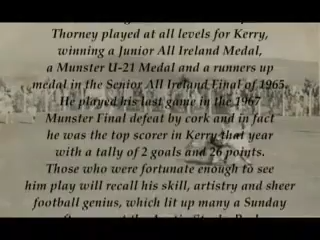 Thorney played at all levels for Kerry,
winning a Junior All Ireland Medal,
a Munster U-21 Medal and a runners up
medal in the Senior All Ireland Final of 1965.
He played his last game in the 1967
Munster Final defeat by cork and in fact
he was the top scorer in Kerry that year
with a tally of 2 goals and 26 points.
Those who were fortunate enough to see
him play will recall his skill, artistry and sheer
football genius, which lit up many a Sunday